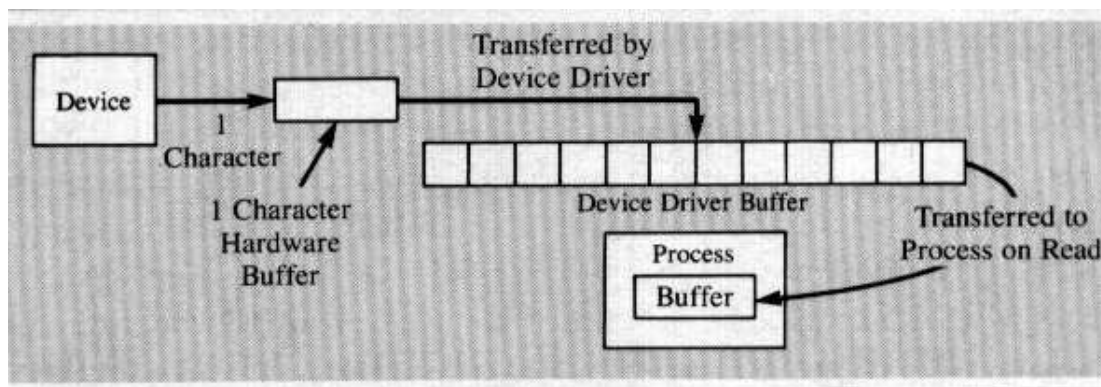 Device
1
Character
1 Character
Hardware
Buffer
Transferred by
Device Driver
Device Driver Buffer
Transferred to
Process on Read
Process
Buffer